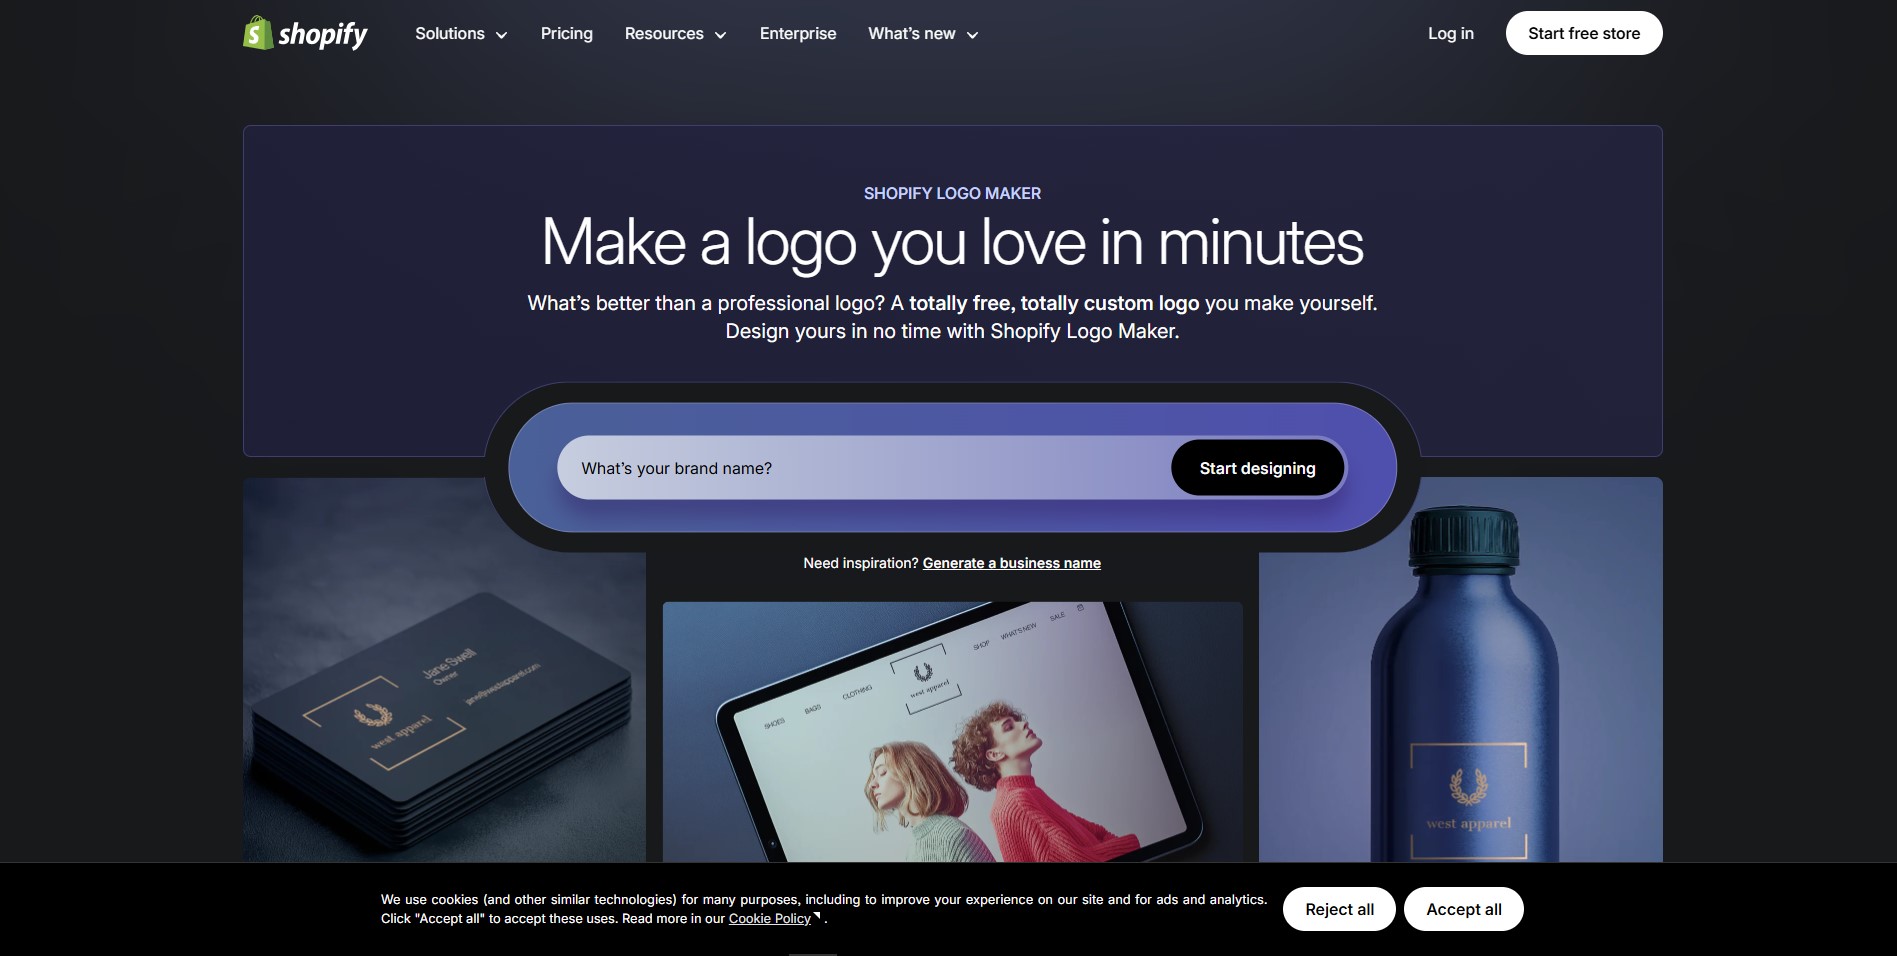 shopify
Solutions
Pricing
Resources
Enterprise
What's new
Log in
Start free store
SHOPIFY LOGO MAKER
Make a logo you love in minutes
What's better than a professional logo? A totally free, totally custom logo you make yourself.
Design yours in no time with Shopify Logo Maker.
What's your brand name?
Start designing
Need inspiration? Generate a business name
Jane Swell
Owner
jane@westapparel.com
west apparel
SHOES
BAGS
CLOTHING
west apparel
SHOP
WHAT'S NEW
SALE
west apparel
We use cookies (and other similar technologies) for many purposes, including to improve your experience on our site and for ads and analytics.
Click "Accept all" to accept these uses. Read more in our Cookie Policy .
Reject all
Accept all